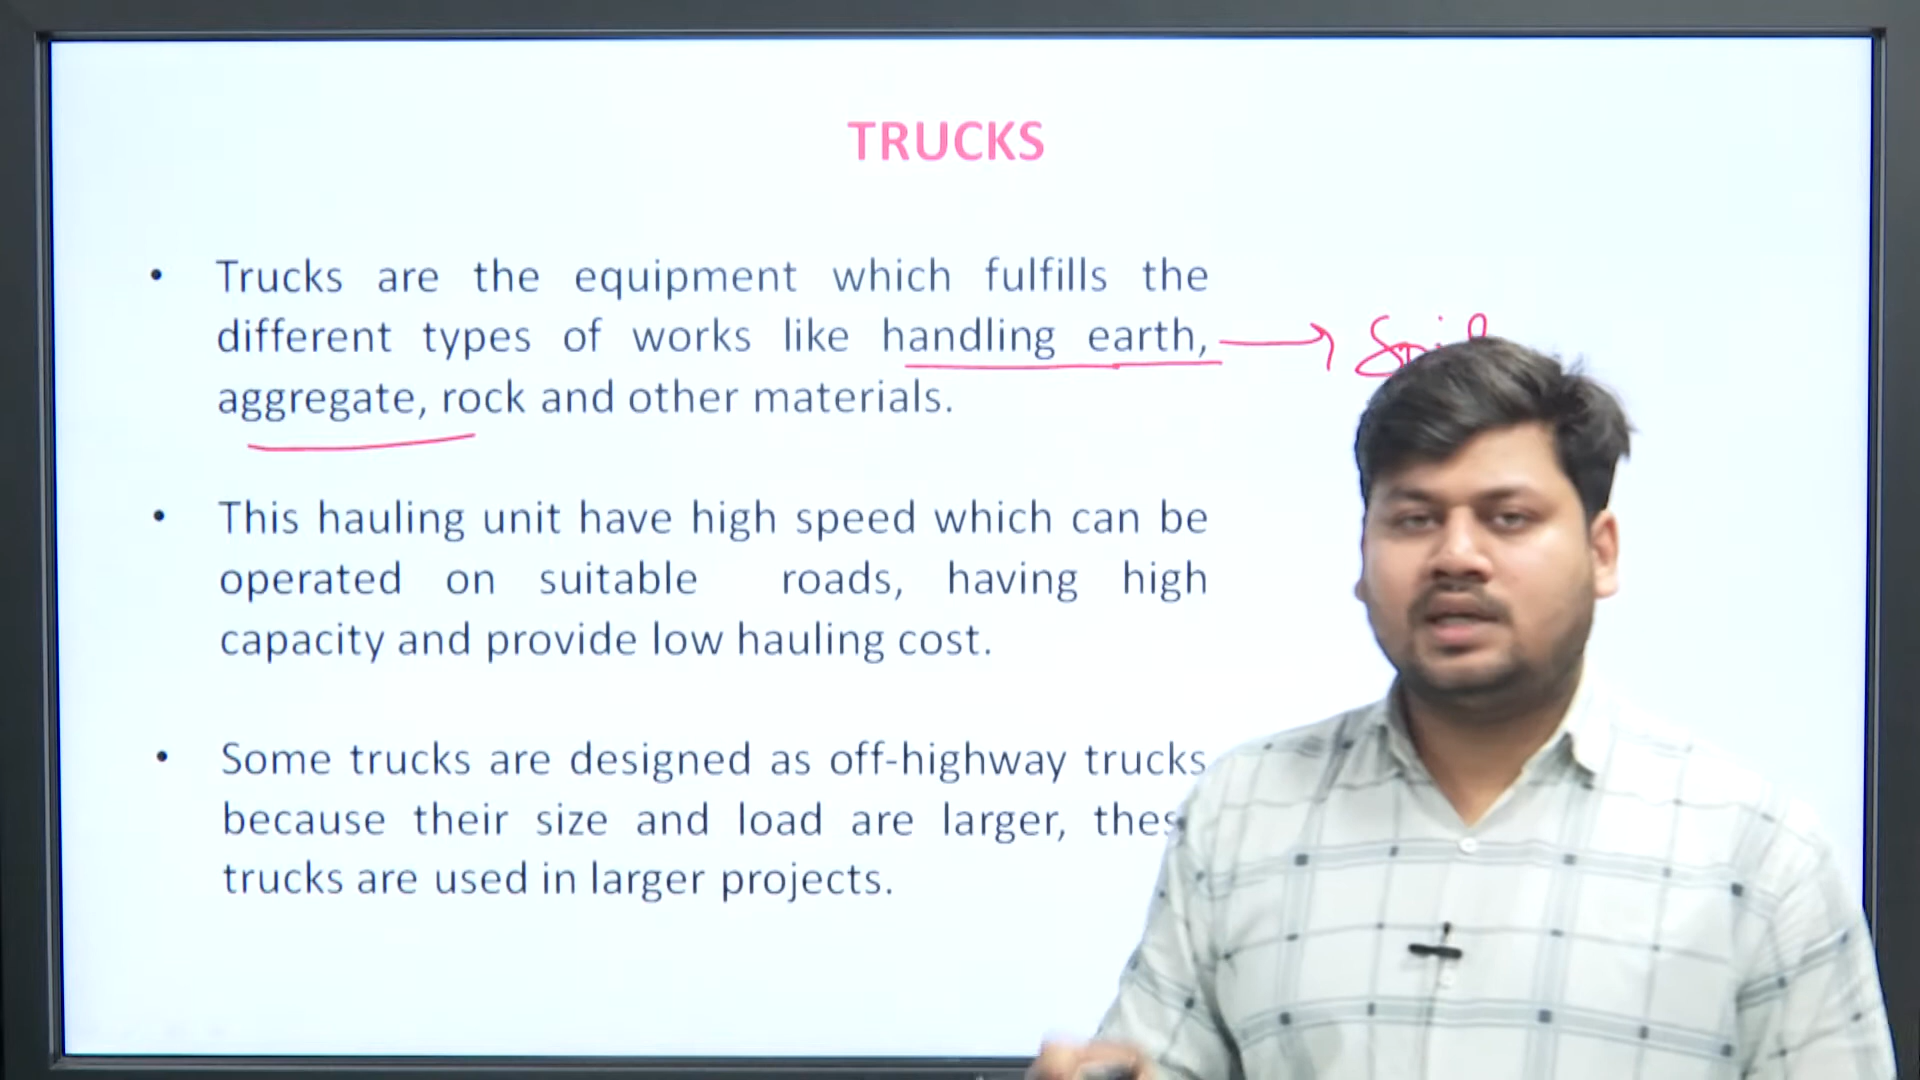 TRUCKS
• Trucks are the equipment which fulfills the
different types of works like handling earth,
aggregate, rock and other materials.
• This hauling unit have high speed which can be
operated on suitable roads, having high
capacity and provide low hauling cost.
• Some trucks are designed as off-highway trucks
because their size and load are larger,
trucks are used in larger projects.